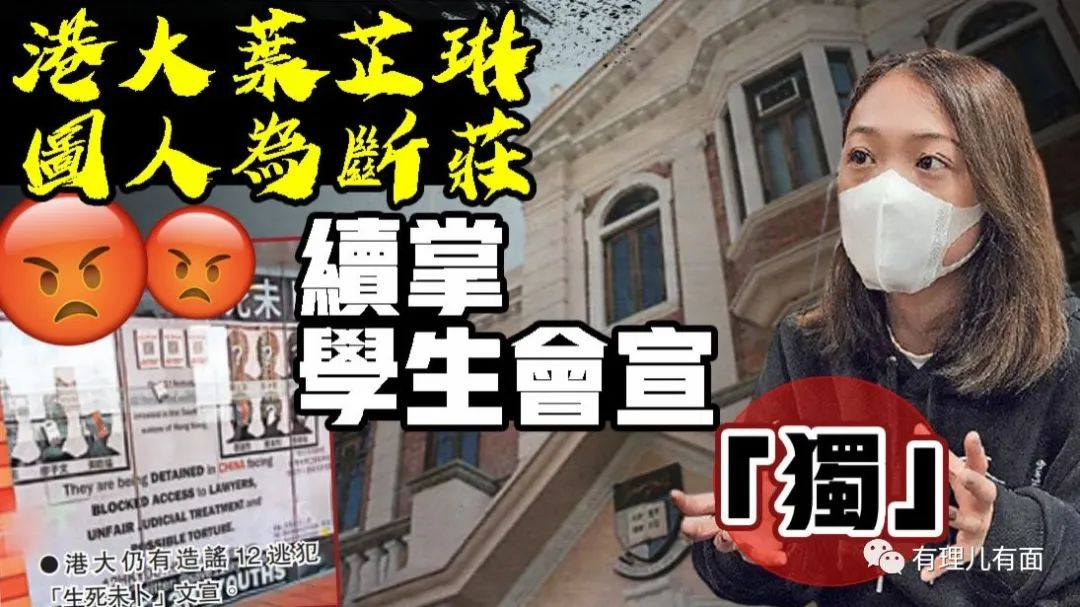 港大葉芷琳
圖人為斷莊
續掌
學生會宣
「獨」
They are being DETAINED in CHINA facing
BLOCKED ACCESS to LAWYERS,
UNFAIR JUDICIAL TREATMENT and
POSSIBLE TORTURE.
●港大仍有造謠12逃犯
「生死未卜」文宣。
YOUTHS
有理儿有面